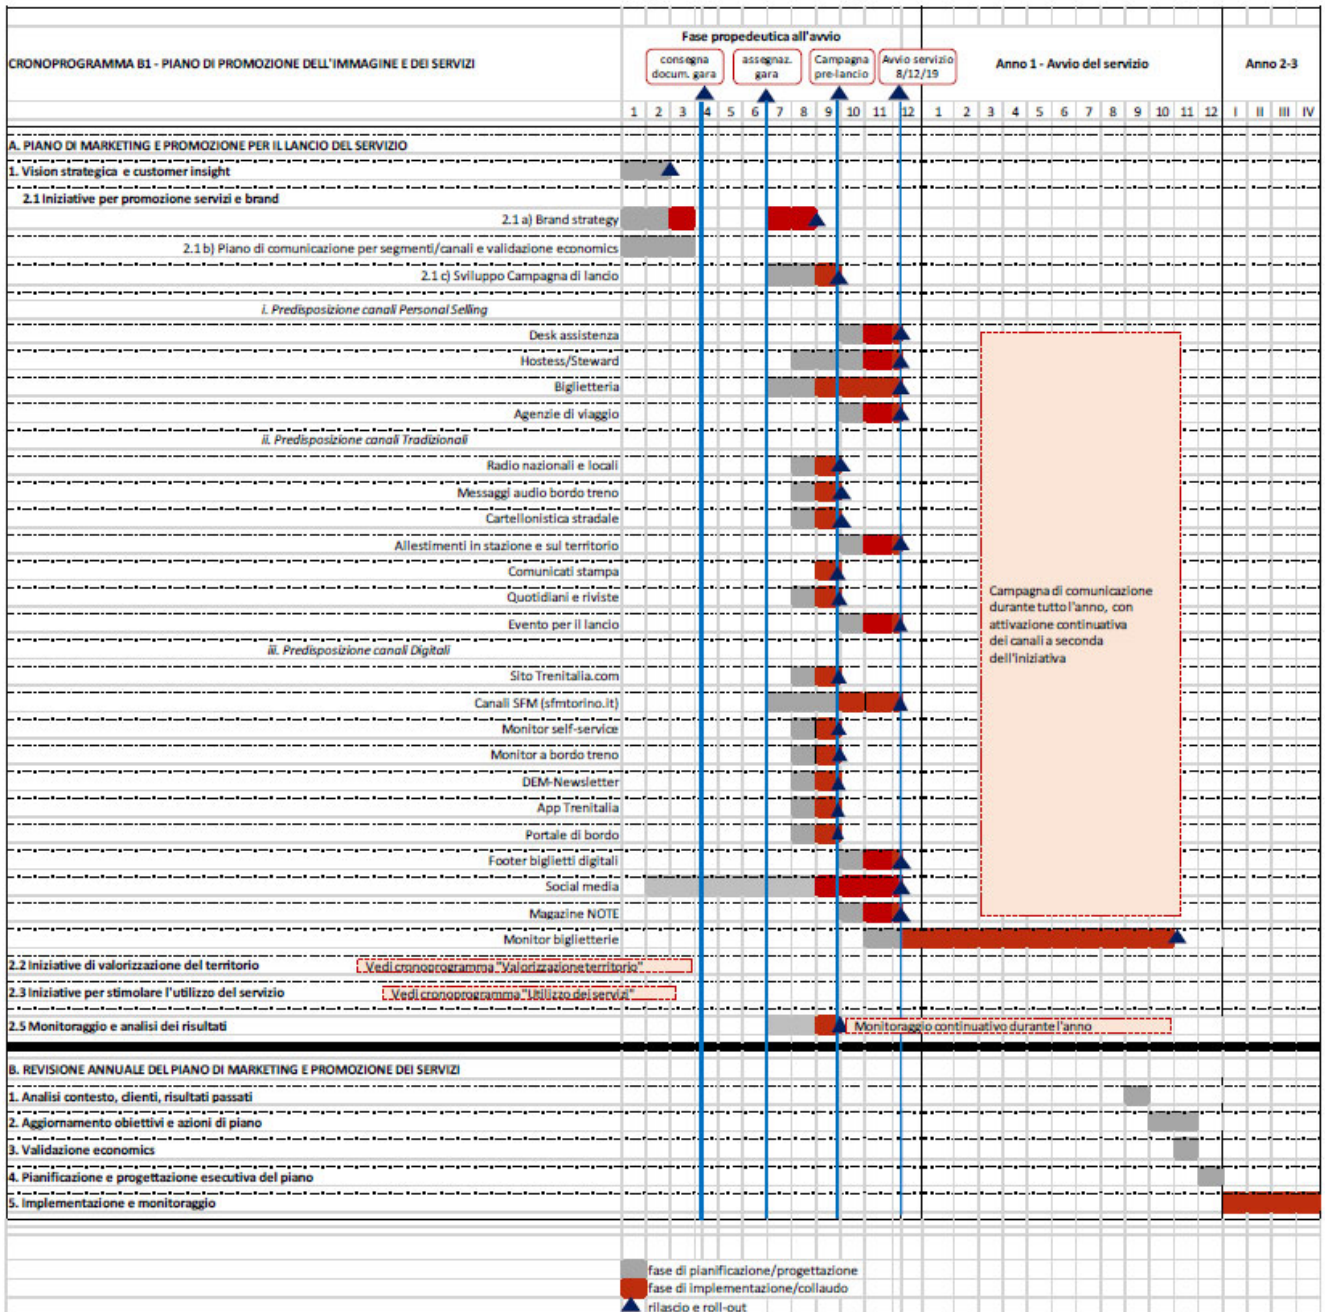 Fase propedeutica all'avvio
CRONOPROGRAMMA B1 - PIANO DI PROMOZIONE DELL'IMMAGINE E DEI SERVIZI
consegna
docum. gara
assegnaz.
gara
Campagna
pre-lancio
Avvio servizio
8/12/19
Anno 1 - Avvio del servizio
Anno 2-3
1 2 3 4 5 6 7 8 9 10 11 12 1 2 3 4 5 6 7 8 9 10 11 12 I II III IV
A. PIANO DI MARKETING E PROMOZIONE PER IL LANCIO DEL SERVIZIO
1. Vision strategica e customer insight
2.1 Iniziative per promozione servizi e brand
2.1 a) Brand strategy
2.1 b) Piano di comunicazione per segmenti/canali e validazione economics
2.1 c) Sviluppo Campagna di lancio
i. Predisposizione canali Personal Selling
Desk assistenza
Hostess/Steward
Biglietteria
Agenzie di viaggio
ii. Predisposizione canali Tradizionali
Radio nazionali e locali
Messaggi audio bordo treno
Cartellonistica stradale
Allestimenti in stazione e sul territorio
Comunicati stampa
Quotidiani e riviste
Evento per il lancio
iii. Predisposizione canali Digitali
Sito Trenitalia.com
Canali SFM (sfmtorino.it)
Monitor self-service
Monitor a bordo treno
DEM-Newsletter
App Trenitalia
Portale di bordo
Footer biglietti digitali
Social media
Magazine NOTE
Monitor biglietterie
Campagna di comunicazione
durante tutto l'anno, con
attivazione continuativa
dei canali a seconda
dell'iniziativa
2.2 Iniziative di valorizzazione del territorio
Vedi cronoprogramma "Valorizzazione territorio"
2.3 Iniziative per stimolare l'utilizzo del servizio
Vedi cronoprogramma "Utilizzo dei servizi"
2.5 Monitoraggio e analisi dei risultati
Monitoraggio continuativo durante l'anno
B. REVISIONE ANNUALE DEL PIANO DI MARKETING E PROMOZIONE DEI SERVIZI
1. Analisi contesto, clienti, risultati passati
2. Aggiornamento obiettivi e azioni di piano
3. Validazione economics
4. Pianificazione e progettazione esecutiva del piano
5. Implementazione e monitoraggio
fase di pianificazione/progettazione
fase di implementazione/collaudo
rilascio e roll-out